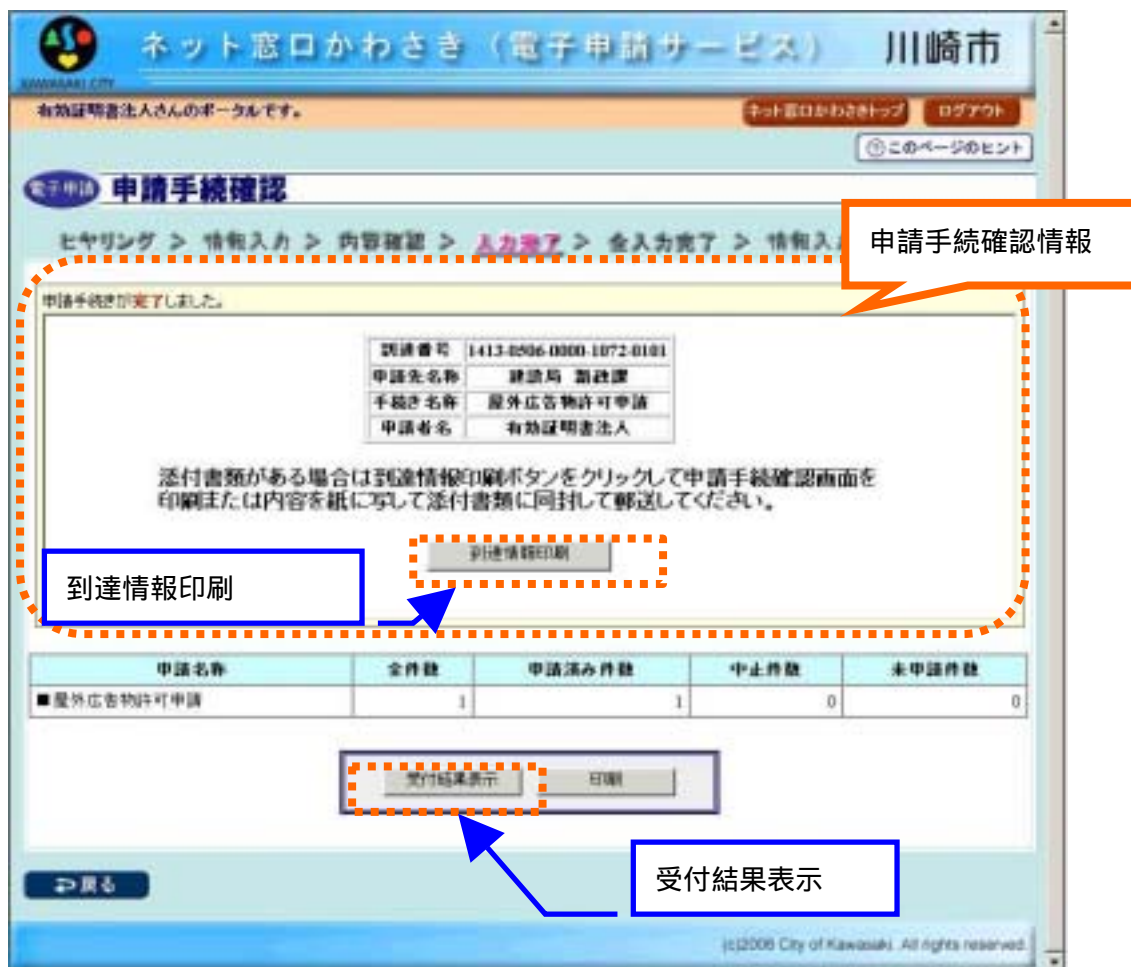 ネット窓口かわさき（電子申請サービス） 川崎市
KAWASAKI CITY
有効証明書法人さんのポータルです。 ネット窓口かわさきトップ ログアウト
?このページのヒント
電子申請 申請手続確認
ヒヤリング > 情報入力 > 内容確認 > 入力完了 > 全入力完了 > 情報入
申請手続確認情報
申請手続きが完了しました。
到達番号 1413-0506-0000-1072-0101
申請先名称 建設局
手続き名称 屋外広告物許可申請
申請者名 有効証明書法人
添付書類がある場合は到達情報印刷ボタンをクリックして申請手続確認画面を
印刷または内容を紙に写して添付書類に同封して郵送してください。
到達情報印刷
到達情報印刷
申請名称 全件数 申請済み件数 中止件数 未申請件数
■屋外広告物許可申請 1 1 0 0
受付結果表示 印刷
受付結果表示
戻る
(c)2006 City of Kawasaki. All rights reserved.